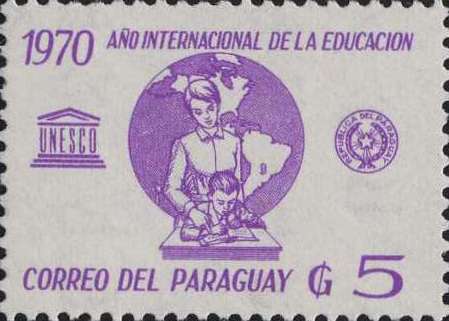 1970 AÑO INTERNACIONAL DE LA EDUCACION
UNESCO
REPUBLICA DEL PARAGUAY
CORREO DEL PARAGUAY ₲ 5